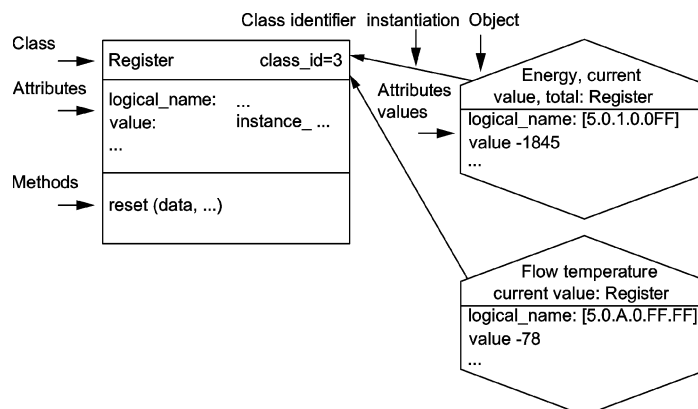 Class identifier instantiation Object
Class
Register class_id=3
Attributes
logical_name: ...
value: instance_ ...
...
Methods
reset (data, ...)
Attributes
values
Energy, current
value, total: Register
logical_name: [5.0.1.0.0FF]
value -1845
...
Flow temperature
current value: Register
logical_name: [5.0.A.0.FF.FF]
value -78
...